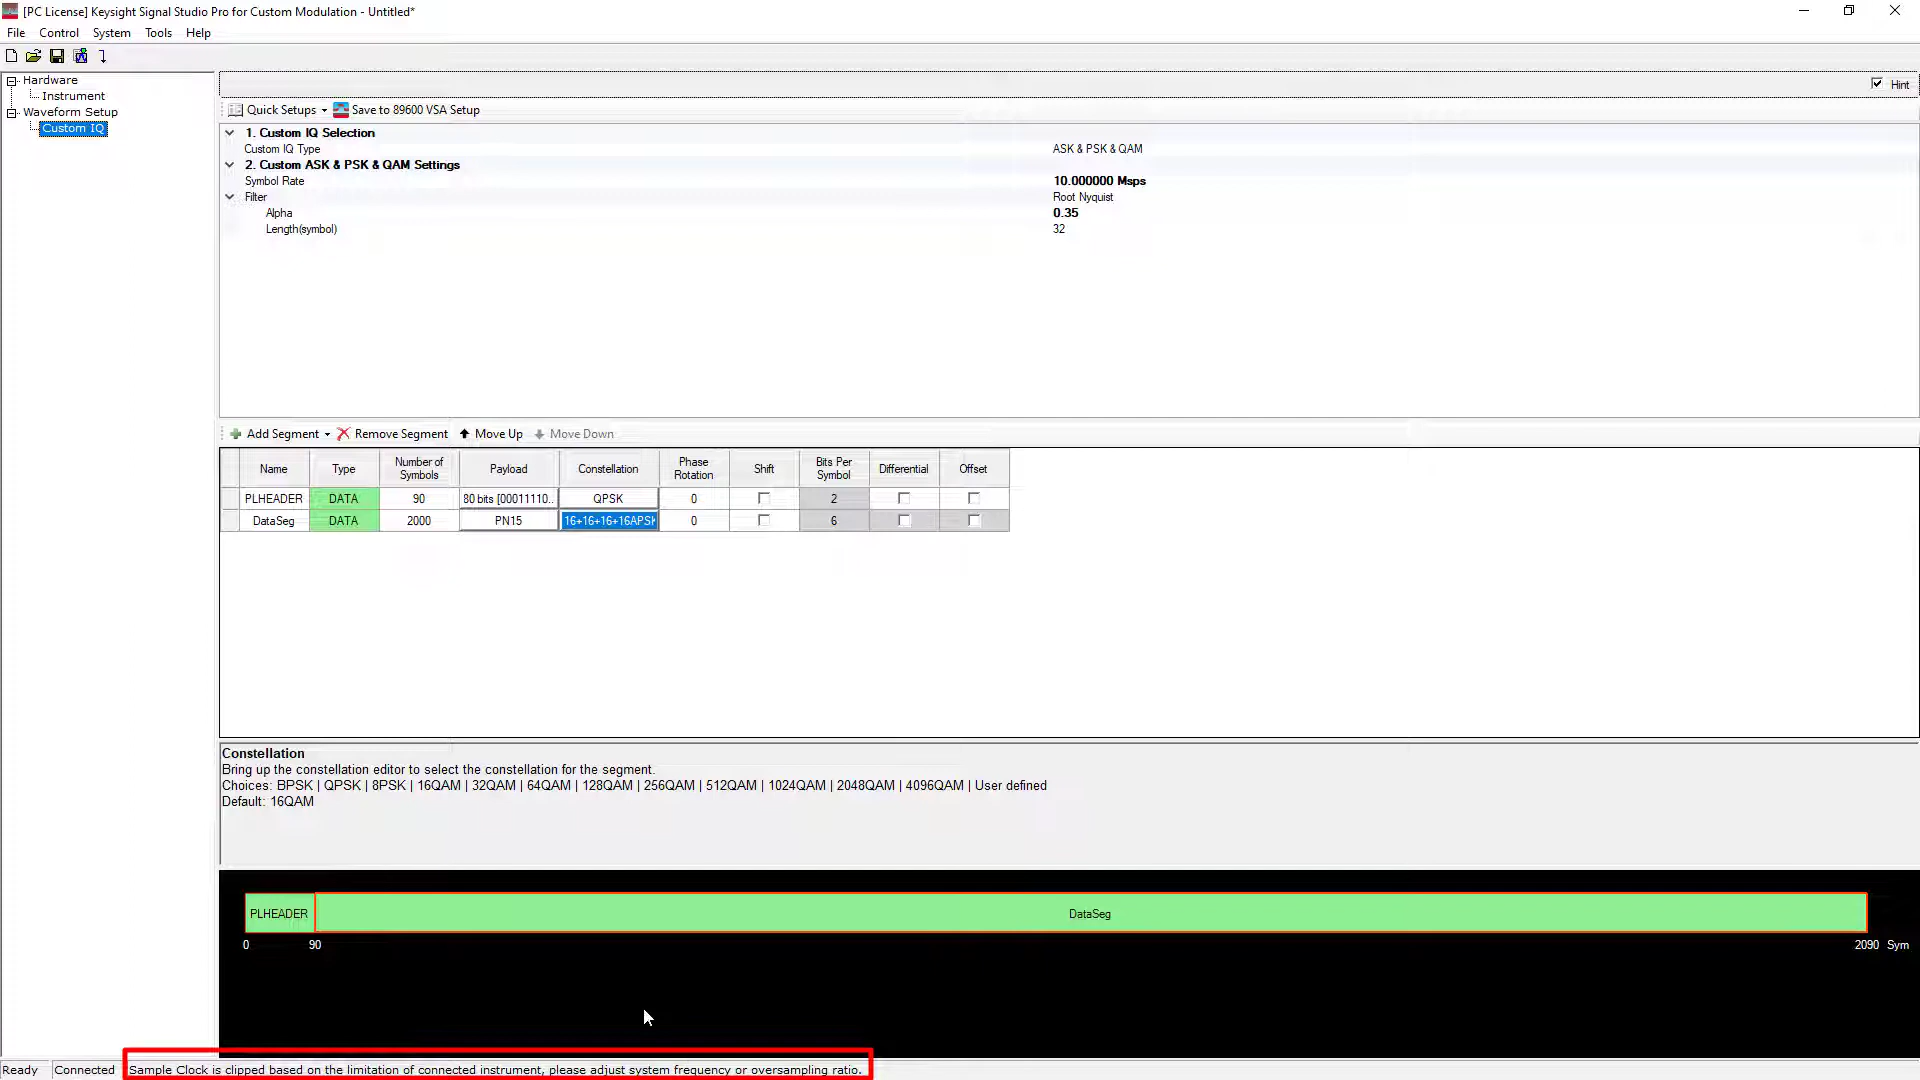 [PC License] Keysight Signal Studio Pro for Custom Modulation - Untitled*
File Control System Tools Help
Hardware
Instrument
Waveform Setup
Custom IQ
Hint
Quick Setups Save to 89600 VSA Setup
1. Custom IQ Selection
Custom IQ Type ASK & PSK & QAM
2. Custom ASK & PSK & QAM Settings
Symbol Rate 10.000000 Msps
Filter Root Nyquist
Alpha 0.35
Length(symbol) 32
Add Segment Remove Segment Move Up Move Down
Name Type Number of Symbols Payload Constellation Phase Rotation Shift Bits Per Symbol Differential Offset
PLHEADER DATA 90 80 bits [00011110... QPSK 0 2
DataSeg DATA 2000 PN15 16+16+16+16APSK 0 6
Constellation
Bring up the constellation editor to select the constellation for the segment.
Choices: BPSK | QPSK | 8PSK | 16QAM | 32QAM | 64QAM | 128QAM | 256QAM | 512QAM | 1024QAM | 2048QAM | 4096QAM | User defined
Default: 16QAM
PLHEADER DataSeg
0 90 2090 Sym
Ready Connected Sample Clock is clipped based on the limitation of connected instrument, please adjust system frequency or oversampling ratio.